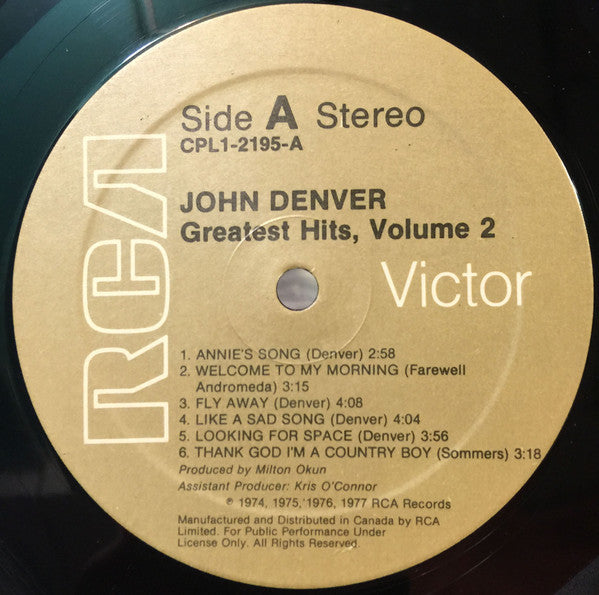 RCA
Side A Stereo
CPL1-2195-A
JOHN DENVER
Greatest Hits, Volume 2
Victor
1. ANNIE'S SONG (Denver) 2:58
2. WELCOME TO MY MORNING (Farewell
Andromeda) 3:15
3. FLY AWAY (Denver) 4:08
4. LIKE A SAD SONG (Denver) 4:04
5. LOOKING FOR SPACE (Denver) 3:56
6. THANK GOD I'M A COUNTRY BOY (Sommers) 3:18
Produced by Milton Okun
Assistant Producer: Kris O'Connor
℗ 1974, 1975, 1976, 1977 RCA Records
Manufactured and Distributed in Canada by RCA
Limited. For Public Performance Under
License Only. All Rights Reserved.